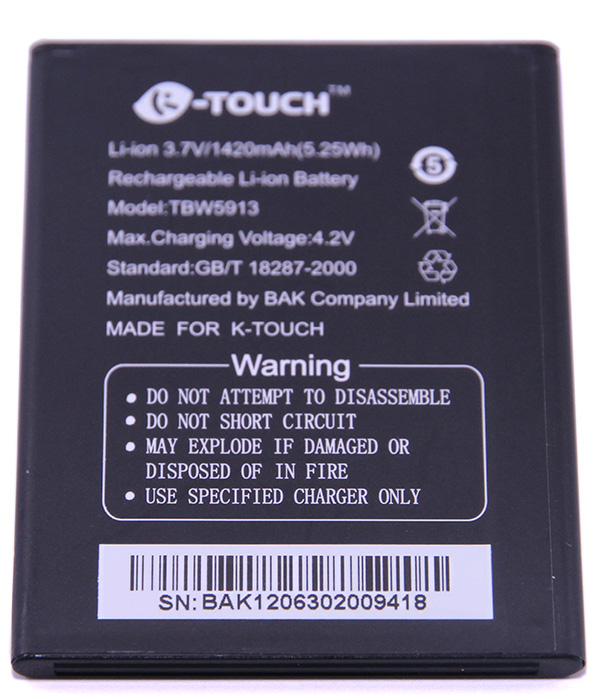 K-TOUCH™
Li-ion 3.7V/1420mAh(5.25Wh)
Rechargeable Li-ion Battery
5
Model:TBW5913
Max.Charging Voltage:4.2V
Standard:GB/T 18287-2000
Manufactured by BAK Company Limited
MADE FOR K-TOUCH
Warning
• DO NOT ATTEMPT TO DISASSEMBLE
• DO NOT SHORT CIRCUIT
• MAY EXPLODE IF DAMAGED OR
DISPOSED OF IN FIRE
• USE SPECIFIED CHARGER ONLY
SN:BAK1206302009418